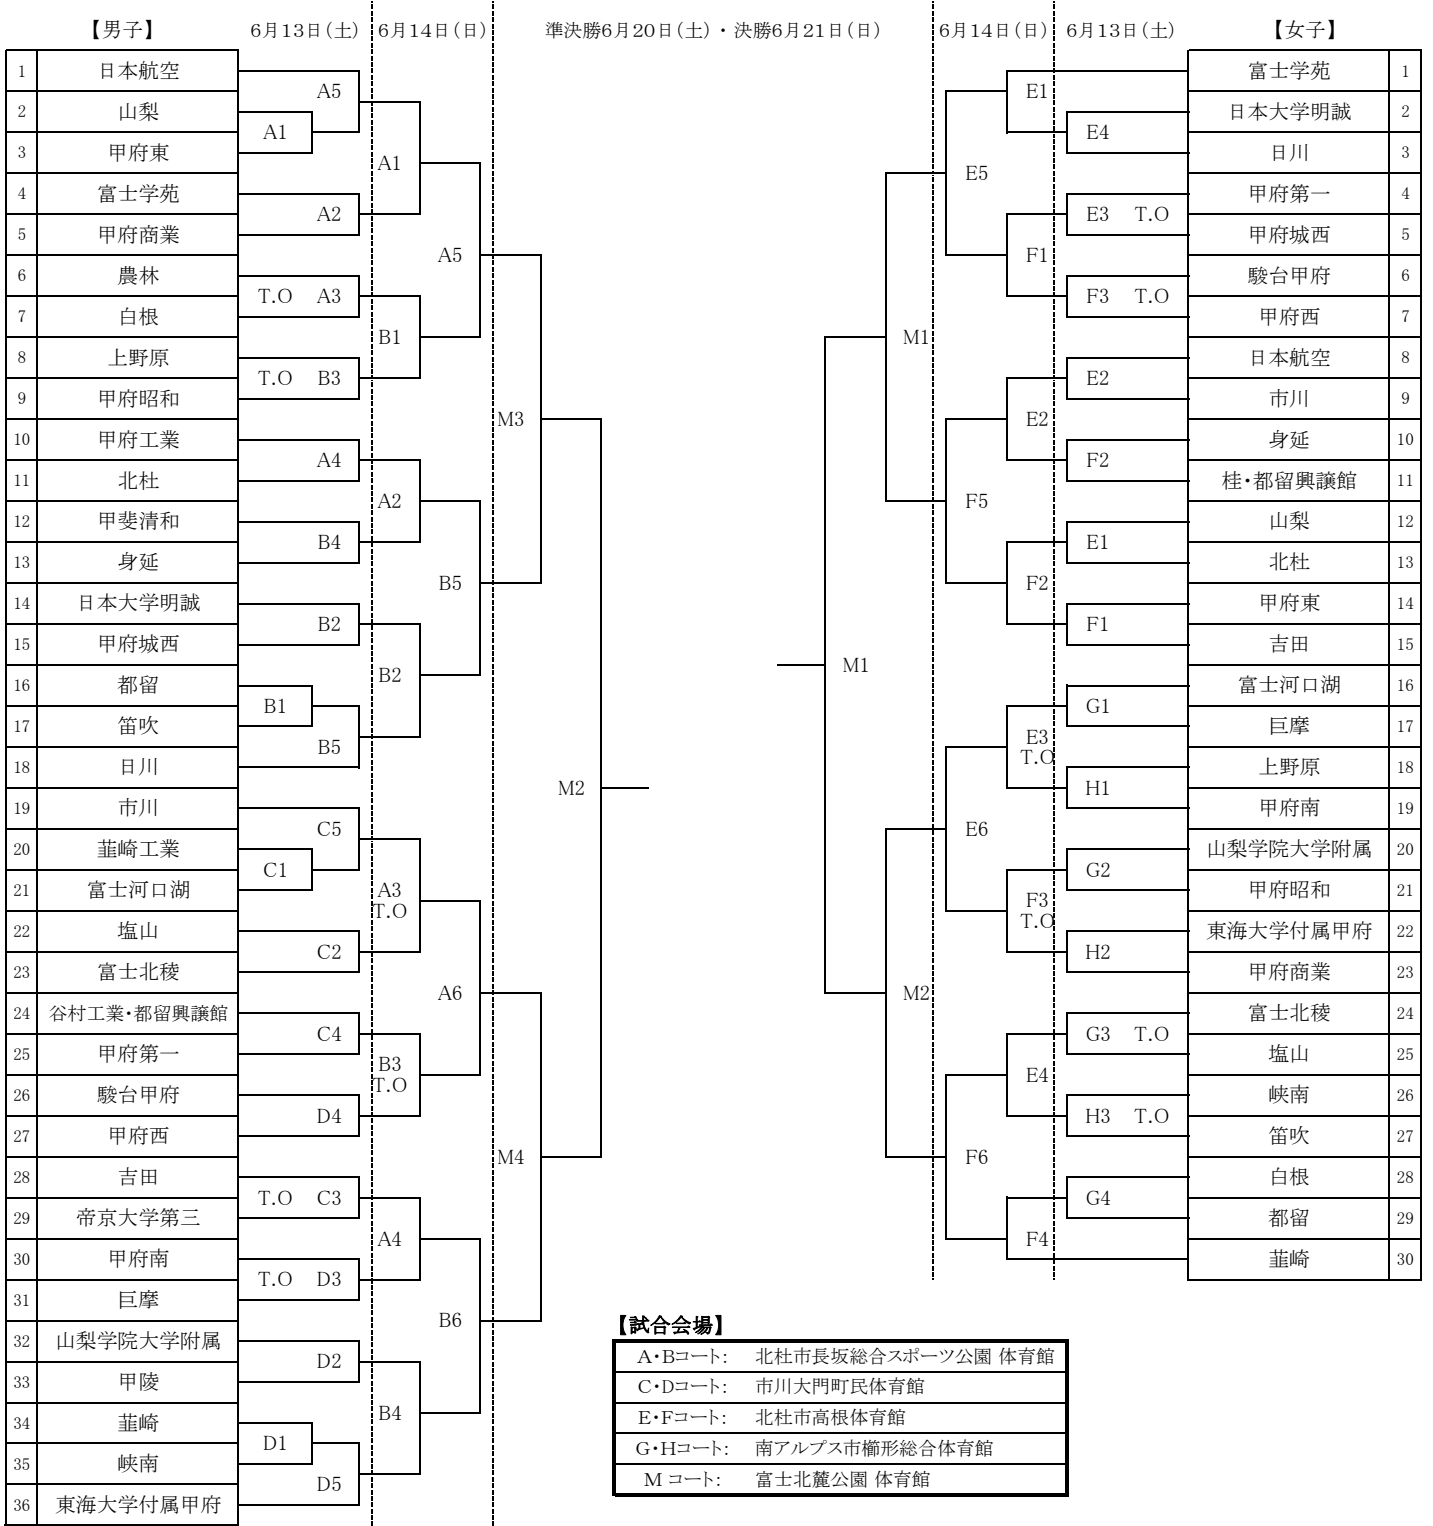 【男子】 6月13日(土) 6月14日(日) 準決勝6月20日(土)・決勝6月21日(日) 6月14日(日) 6月13日(土) 【女子】
1 日本航空 富士学苑 1
A5 E1
2 山梨 日本大学明誠 2
A1 E4
3 甲府東 日川 3
A1 E5
4 富士学苑 甲府第一 4
A2 E3 T.O
5 甲府商業 甲府城西 5
A5 F1
6 農林 駿台甲府 6
T.O A3 F3 T.O
7 白根 甲府西 7
B1 M1
8 上野原 日本航空 8
T.O B3 E2
9 甲府昭和 市川 9
M3 E2
10 甲府工業 身延 10
A4 F2
11 北杜 桂・都留興譲館 11
A2 F5
12 甲斐清和 山梨 12
B4 E1
13 身延 北杜 13
B5 F2
14 日本大学明誠 甲府東 14
B2 F1
15 甲府城西 吉田 15
B2 M1
16 都留 富士河口湖 16
B1 G1
17 笛吹 巨摩 17
B5 E3
T.O
18 日川 上野原 18
M2 H1
19 市川 甲府南 19
C5 E6
20 韮崎工業 山梨学院大学附属 20
C1 G2
21 富士河口湖 甲府昭和 21
A3 F3
T.O T.O
22 塩山 東海大学付属甲府 22
C2 H2
23 富士北稜 甲府商業 23
A6 M2
24 谷村工業・都留興譲館 富士北稜 24
C4 G3 T.O
25 甲府第一 塩山 25
B3 E4
T.O
26 駿台甲府 峡南 26
D4 H3 T.O
27 甲府西 笛吹 27
M4 F6
28 吉田 白根 28
T.O C3 G4
29 帝京大学第三 都留 29
A4 F4
30 甲府南 韮崎 30
T.O D3
31 巨摩
B6
32 山梨学院大学附属
D2
33 甲陵
B4
34 韮崎
D1
35 峡南
D5
36 東海大学付属甲府
【試合会場】
A・Bコート: 北杜市長坂総合スポーツ公園 体育館
C・Dコート: 市川大門町民体育館
E・Fコート: 北杜市高根体育館
G・Hコート: 南アルプス市櫛形総合体育館
M コート: 富士北麓公園 体育館